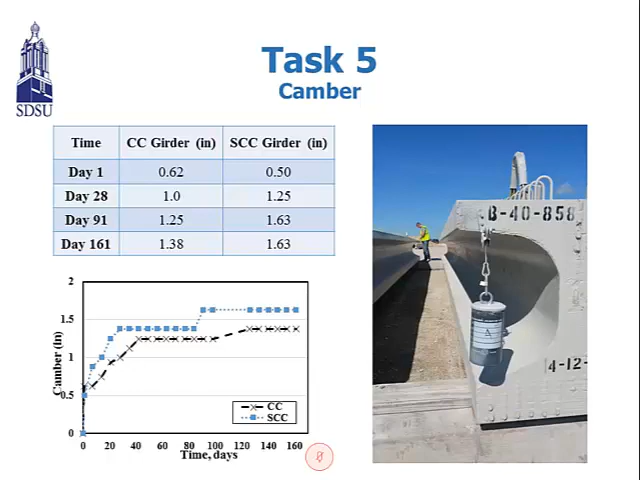 SDSU
Task 5
Camber
Time CC Girder (in) SCC Girder (in)
Day 1 0.62 0.50
Day 28 1.0 1.25
Day 91 1.25 1.63
Day 161 1.38 1.63
2
1.5
1
0.5
0
Camber (in)
0 20 40 60 80 100 120 140 160
Time, days
CC
SCC
B-40-858
4-12-